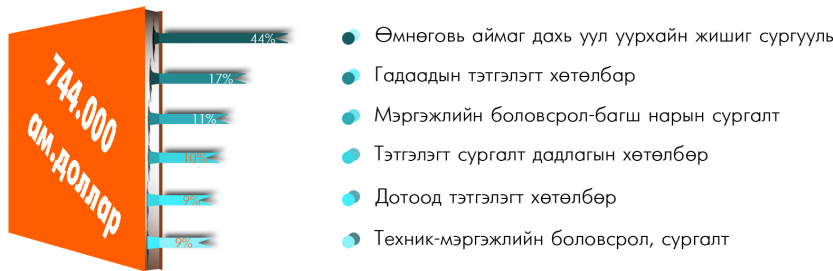 744.000
ам.доллар
44% Өмнөговь аймаг дахь уул уурхайн жишиг сургууль
17% Гадаадын тэтгэлэгт хөтөлбар
11% Мэргэжлийн боловсрол-багш нарын сургалт
10% Тэтгэлэгт сургалт дадлагын хөтөлбөр
9% Дотоод тэтгэлэгт хөтөлбөр
9% Техник-мэргэжлийн боловсрол, сургалт